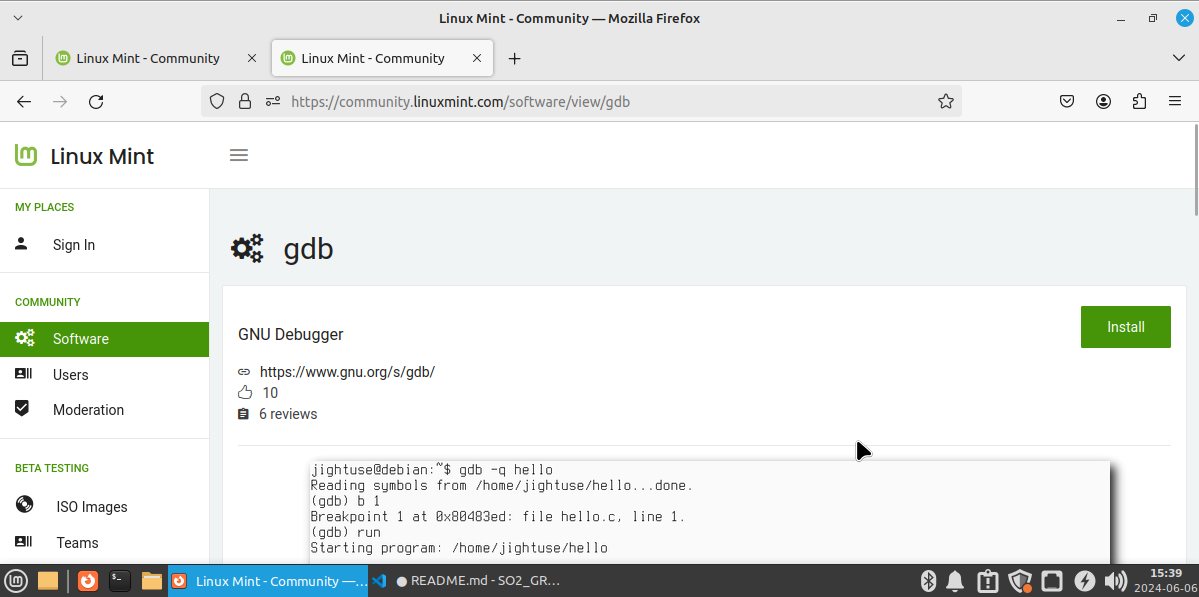 Linux Mint - Community — Mozilla Firefox
Linux Mint - Community
Linux Mint - Community
https://community.linuxmint.com/software/view/gdb
Linux Mint
MY PLACES
Sign In
COMMUNITY
Software
Users
Moderation
BETA TESTING
ISO Images
Teams
gdb
GNU Debugger
Install
https://www.gnu.org/s/gdb/
10
6 reviews
jightuse@debian:~$ gdb -q hello
Reading symbols from /home/jightuse/hello...done.
(gdb) b 1
Breakpoint 1 at 0x80483ed: file hello.c, line 1.
(gdb) run
Starting program: /home/jightuse/hello
Linux Mint - Community —...
● README.md - SO2_GR...
15:39
2024-06-06